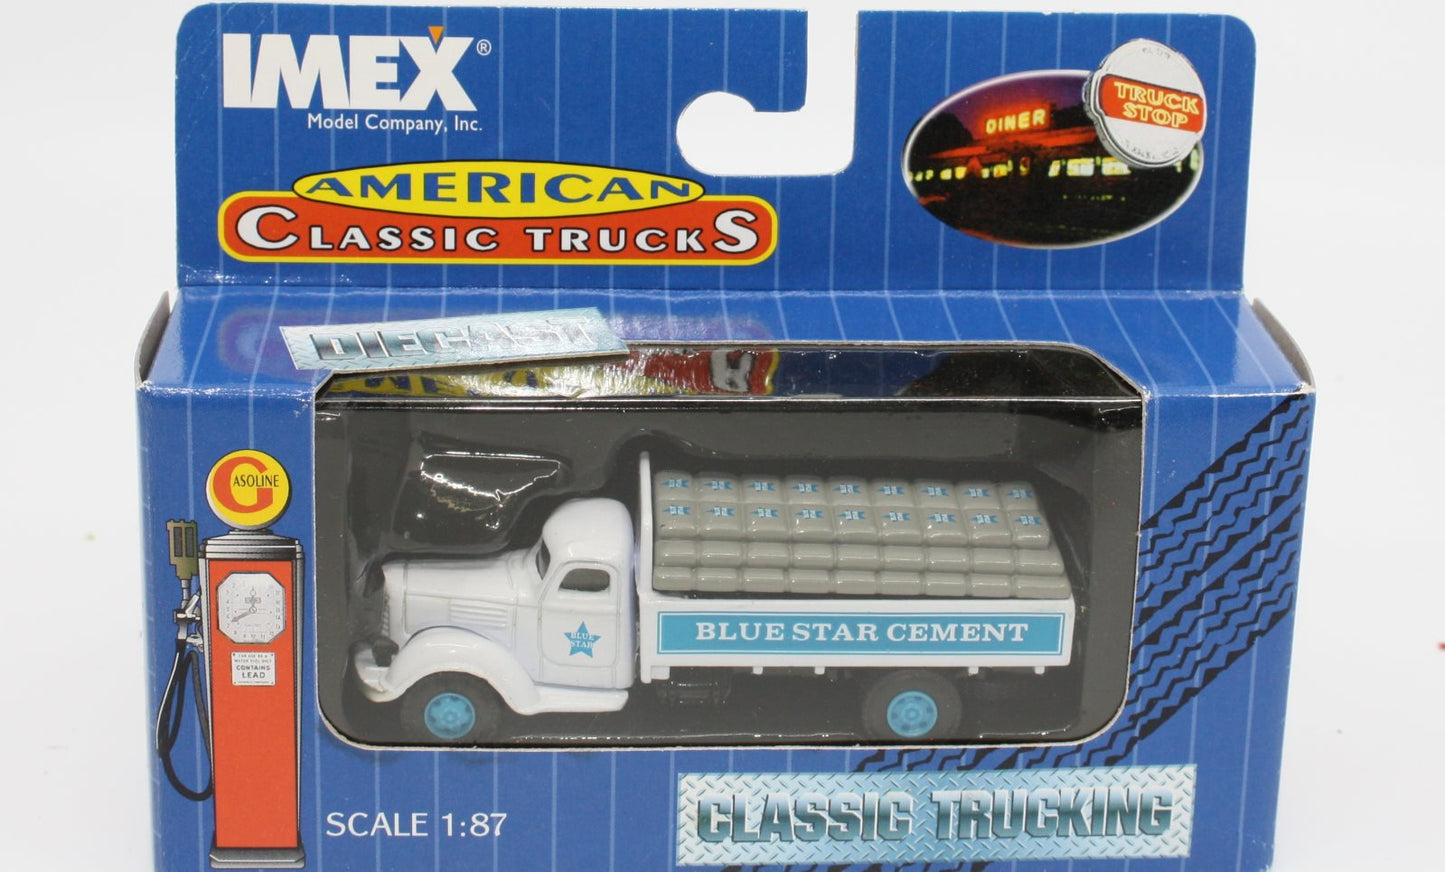 IMEX®
Model Company, Inc.
AMERICAN
CLASSIC TRUCKS
DINER
TRUCK
STOP
DIECAST
GASOLINE
CONTAINS
LEAD
BLUE
STAR
BLUE STAR CEMENT
SCALE 1:87
CLASSIC TRUCKING